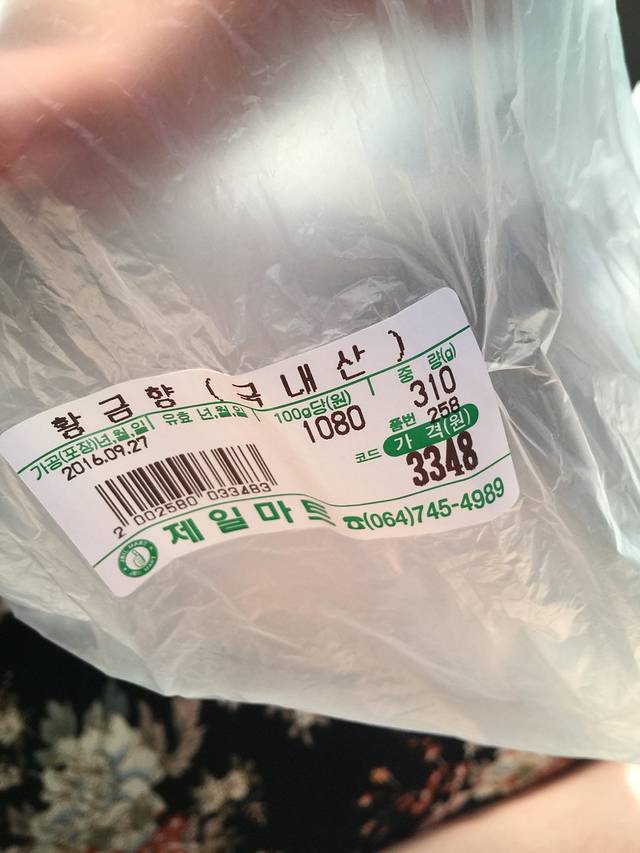 황금향 (국내산)
가공(포장)년,월,일 유효 년,월,일 100g당(원) 중 량(g)
2016.09.27 1080 310
품번 258
코드 가 격(원)
3348
2 002580 033483
제일마트 ☎(064)745-4989